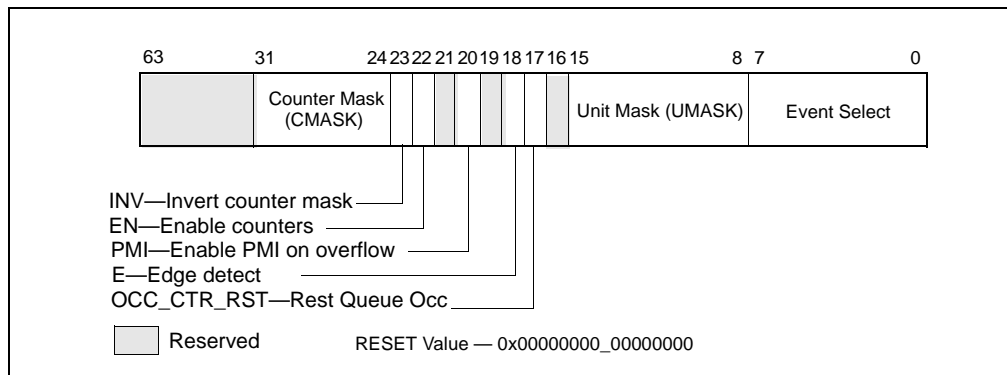 63 31 24 23 22 21 20 19 18 17 16 15 8 7 0
Counter Mask
(CMASK)
Unit Mask (UMASK)
Event Select
INV—Invert counter mask
EN—Enable counters
PMI—Enable PMI on overflow
E—Edge detect
OCC_CTR_RST—Rest Queue Occ
Reserved
RESET Value — 0x00000000_00000000